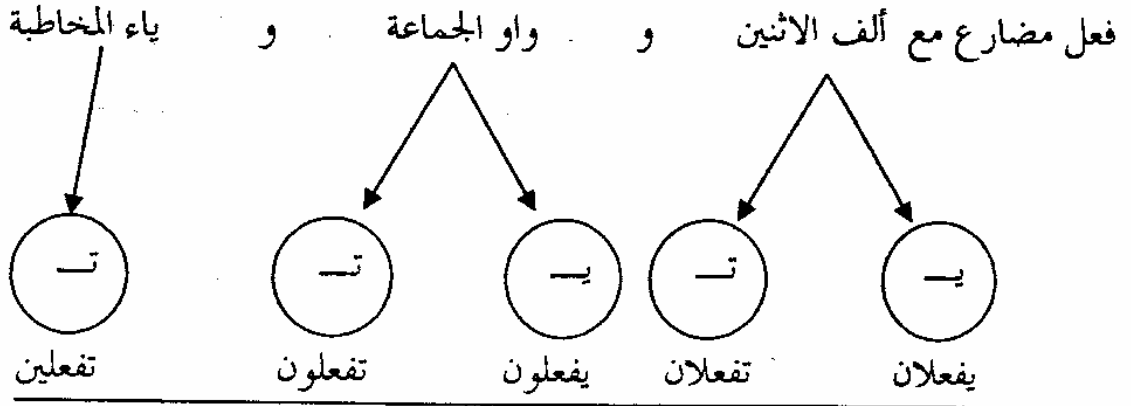 فعل مضارع مع ألف الاثنين و واو الجماعة و ياء المخاطبة
يـ تـ يـ تـ تـ
يفعلان تفعلان يفعلون تفعلون تفعلين